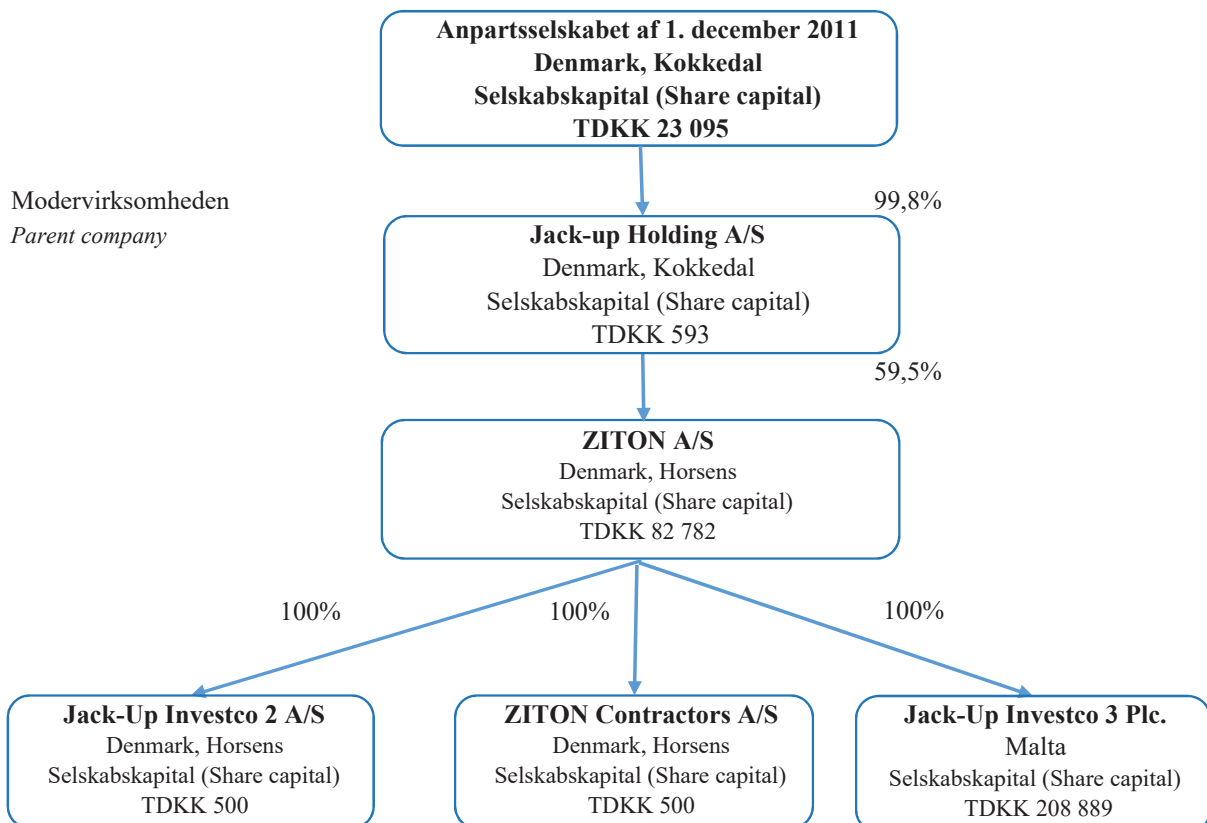 Anpartsselskabet af 1. december 2011
Denmark, Kokkedal
Selskabskapital (Share capital)
TDKK 23 095
Modervirksomheden
Parent company
99,8%
Jack-up Holding A/S
Denmark, Kokkedal
Selskabskapital (Share capital)
TDKK 593
59,5%
ZITON A/S
Denmark, Horsens
Selskabskapital (Share capital)
TDKK 82 782
100%
100%
100%
Jack-Up Investco 2 A/S
Denmark, Horsens
Selskabskapital (Share capital)
TDKK 500
ZITON Contractors A/S
Denmark, Horsens
Selskabskapital (Share capital)
TDKK 500
Jack-Up Investco 3 Plc.
Malta
Selskabskapital (Share capital)
TDKK 208 889